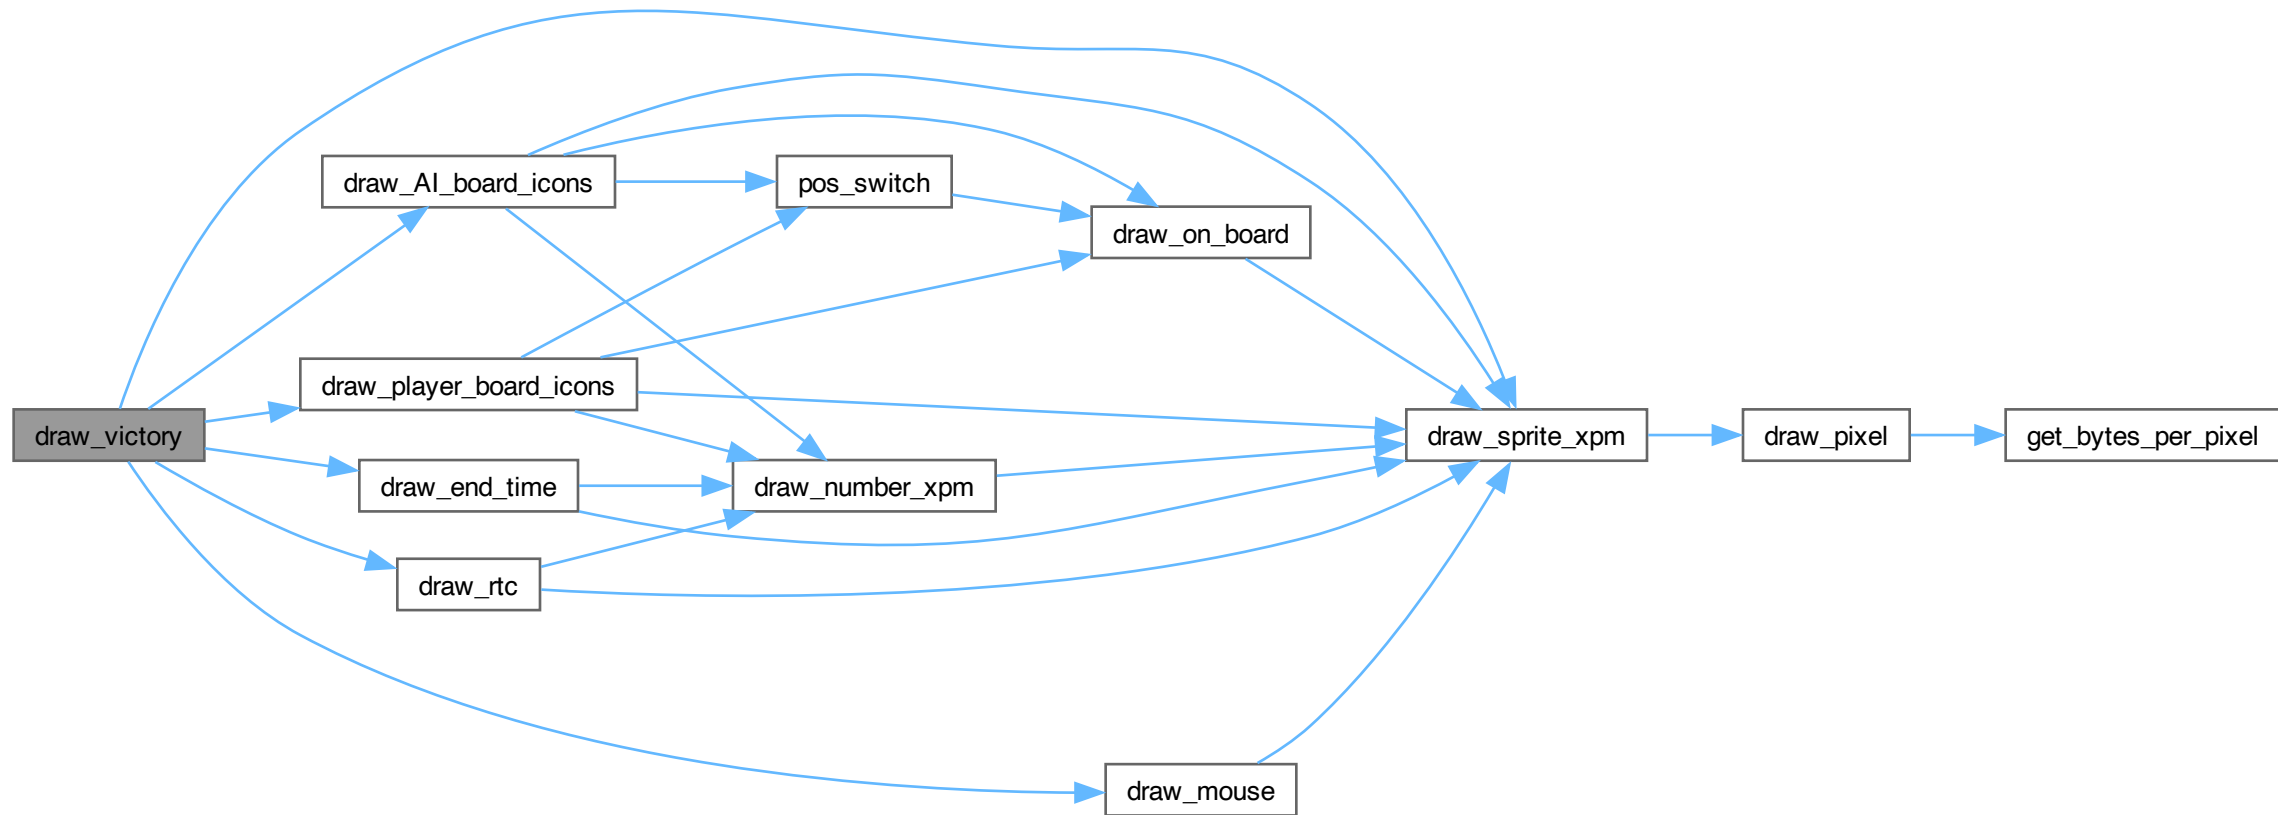 draw_AI_board_icons
pos_switch
draw_on_board
draw_player_board_icons
draw_victory
draw_sprite_xpm
draw_pixel
get_bytes_per_pixel
draw_end_time
draw_number_xpm
draw_rtc
draw_mouse